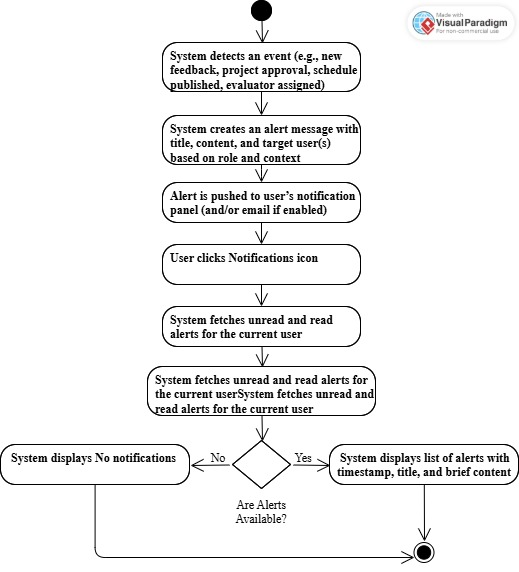 Made with
VisualParadigm
For non-commercial use
System detects an event (e.g., new
feedback, project approval, schedule
published, evaluator assigned)
System creates an alert message with
title, content, and target user(s)
based on role and context
Alert is pushed to user's notification
panel (and/or email if enabled)
User clicks Notifications icon
System fetches unread and read
alerts for the current user
System fetches unread and read alerts for
the current userSystem fetches unread and
read alerts for the current user
System displays No notifications
No
Yes
System displays list of alerts with
timestamp, title, and brief content
Are Alerts
Available?